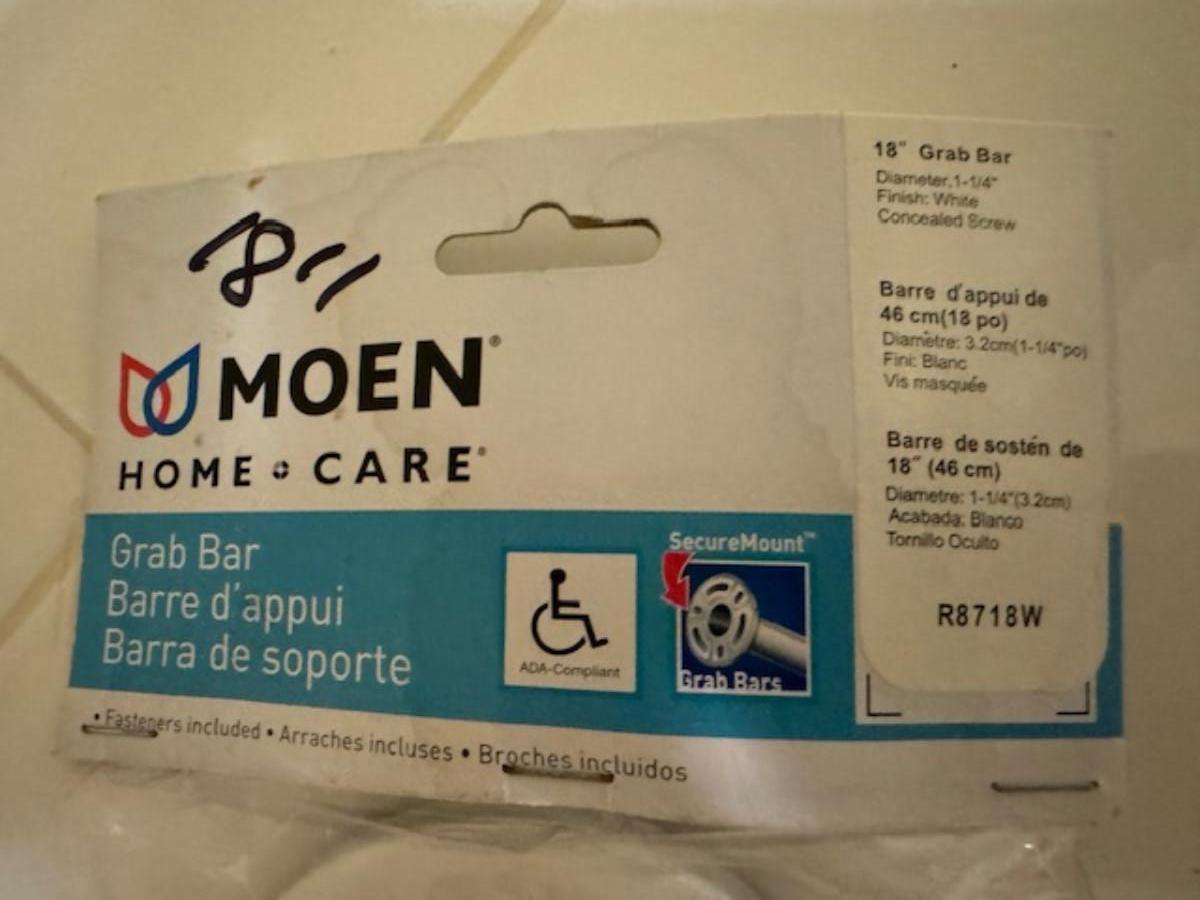 18"
MOEN®
HOME CARE®
Grab Bar
Barre d'appui
Barra de soporte
ADA-Compliant
SecureMount™
Grab Bars
• Fasteners included • Arraches incluses • Broches incluidos
18" Grab Bar
Diameter.1-1/4"
Finish: White
Concealed Screw
Barre d'appui de
46 cm(18 po)
Diamètre: 3.2cm(1-1/4"po)
Fini: Blanc
Vis masquée
Barre de sostén de
18" (46 cm)
Diametre: 1-1/4"(3.2cm)
Acabada: Blanco
Tornillo Oculto
R8718W